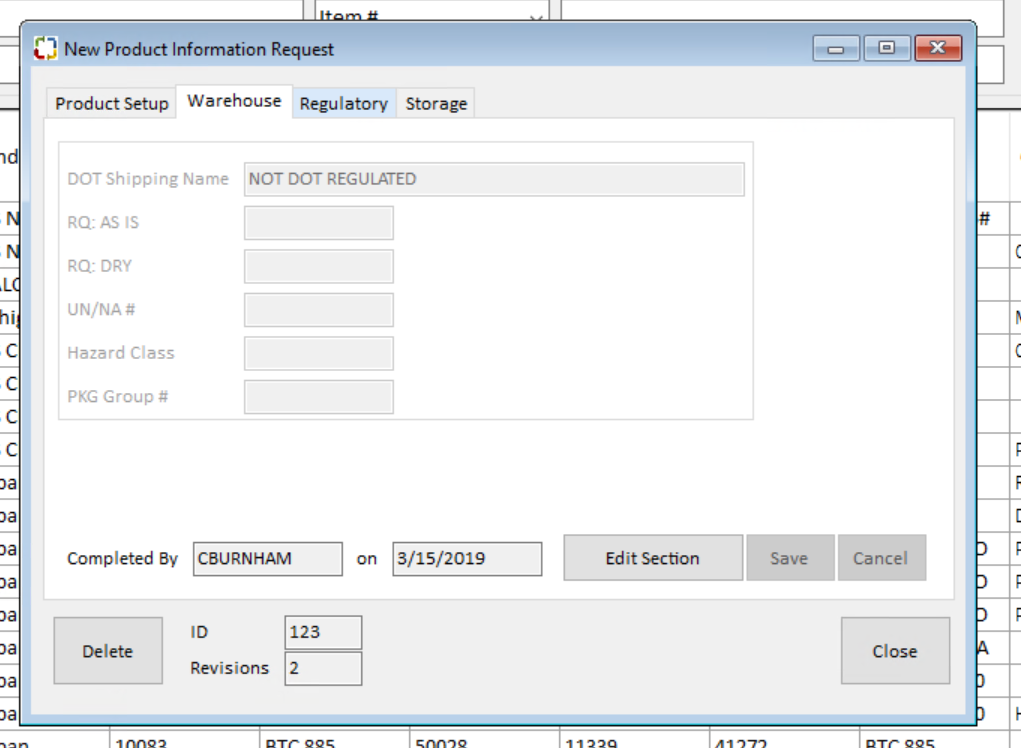 Item #
New Product Information Request
Product Setup Warehouse Regulatory Storage
DOT Shipping Name NOT DOT REGULATED
RQ: AS IS
RQ: DRY
UN/NA #
Hazard Class
PKG Group #
Completed By CBURNHAM on 3/15/2019 Edit Section Save Cancel
Delete ID 123 Close
Revisions 2
10083 BTC 885 50028 11339 41272 BTC 885